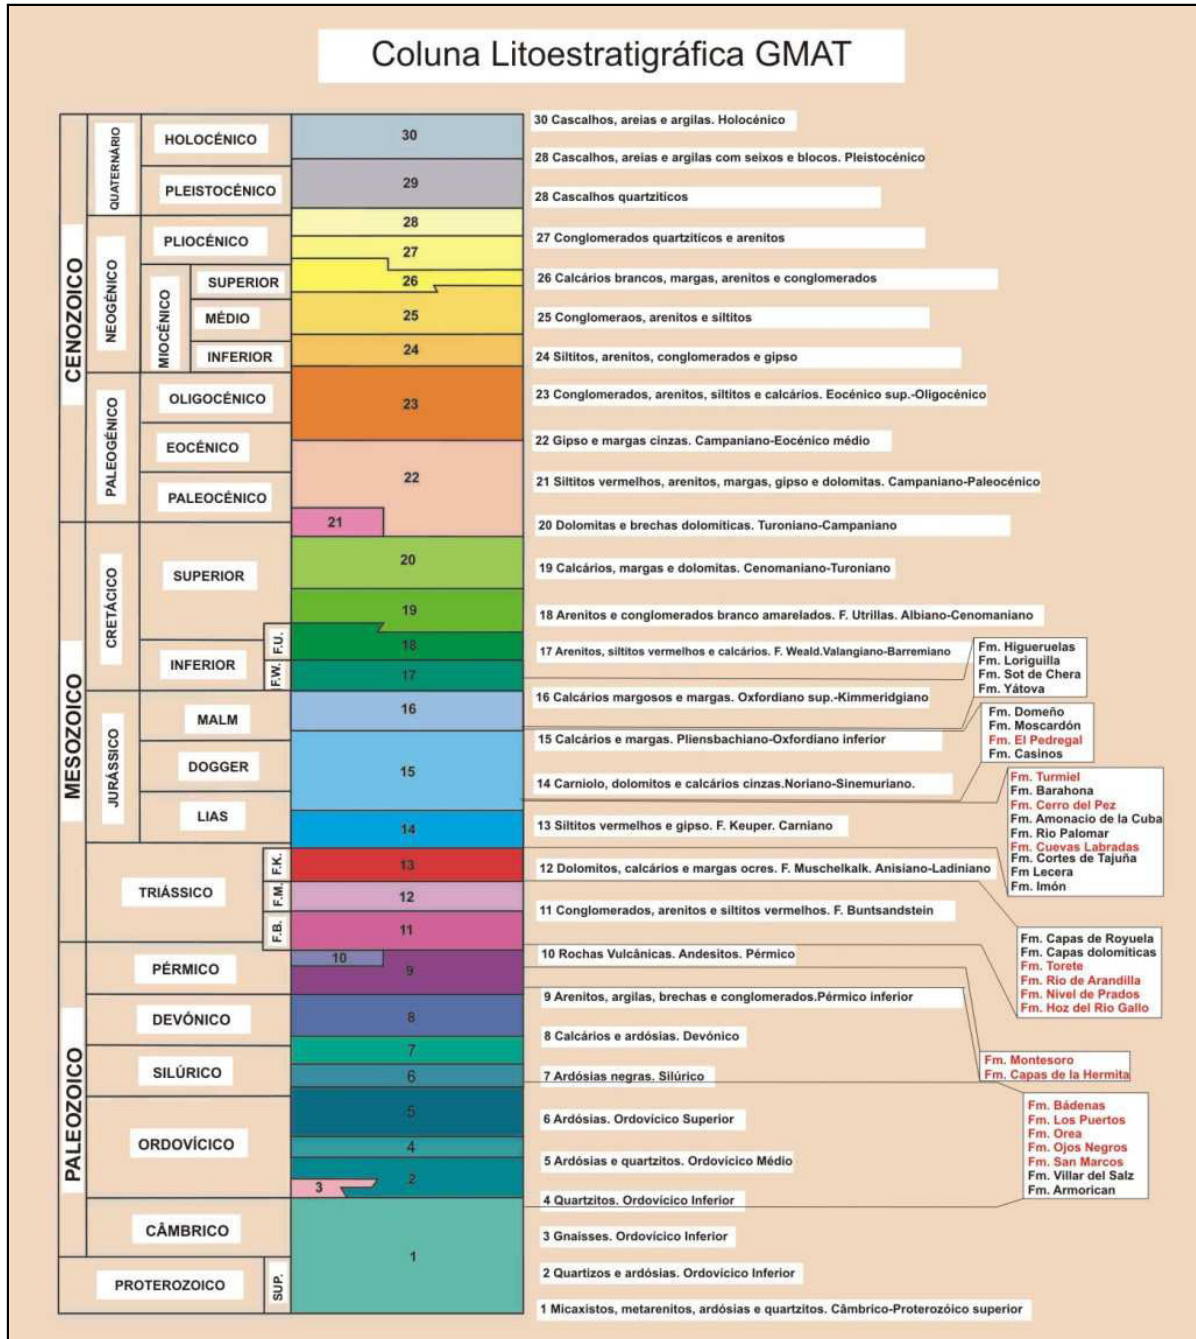 Coluna Litoestratigráfica GMAT
CENOZOICO
MESOZOICO
PALEOZOICO
QUATERNÁRIO
NEOGÉNICO
PALEOGÉNICO
CRETÁCICO
JURÁSSICO
HOLOCÉNICO
PLEISTOCÉNICO
PLIOCÉNICO
MIOCÉNICO
SUPERIOR
MÉDIO
INFERIOR
OLIGOCÉNICO
EOCÉNICO
PALEOCÉNICO
SUPERIOR
INFERIOR
F.U.
F.W.
MALM
DOGGER
LIAS
TRIÁSSICO
F.K.
F.M.
F.B.
PÉRMICO
DEVÓNICO
SILÚRICO
ORDOVÍCICO
CÂMBRICO
PROTEROZOICO
SUP.
30
29
28
27
26
25
24
23
22
21
20
19
18
17
16
15
14
13
12
11
10
9
8
7
6
5
4
2
3
1
30 Cascalhos, areias e argilas. Holocénico
28 Cascalhos, areias e argilas com seixos e blocos. Pleistocénico
28 Cascalhos quartzíticos
27 Conglomerados quartzíticos e arenitos
26 Calcários brancos, margas, arenitos e conglomerados
25 Conglomeraos, arenitos e siltitos
24 Siltitos, arenitos, conglomerados e gipso
23 Conglomerados, arenitos, siltitos e calcários. Eocénico sup.-Oligocénico
22 Gipso e margas cinzas. Campaniano-Eocénico médio
21 Siltitos vermelhos, arenitos, margas, gipso e dolomitas. Campaniano-Paleocénico
20 Dolomitas e brechas dolomíticas. Turoniano-Campaniano
19 Calcários, margas e dolomitas. Cenomaniano-Turoniano
18 Arenitos e conglomerados branco amarelados. F. Utrillas. Albiano-Cenomaniano
17 Arenitos, siltitos vermelhos e calcários. F. Weald.Valangiano-Barremiano
16 Calcários margosos e margas. Oxfordiano sup.-Kimmeridgiano
15 Calcários e margas. Pliensbachiano-Oxfordiano inferior
14 Carniolo, dolomitos e calcários cinzas.Noriano-Sinemuriano.
13 Siltitos vermelhos e gipso. F. Keuper. Carniano
12 Dolomitos, calcários e margas ocres. F. Muschelkalk. Anisiano-Ladiniano
11 Conglomerados, arenitos e siltitos vermelhos. F. Buntsandstein
10 Rochas Vulcânicas. Andesitos. Pérmico
9 Arenitos, argilas, brechas e conglomerados.Pérmico inferior
8 Calcários e ardósias. Devónico
7 Ardósias negras. Silúrico
6 Ardósias. Ordovícico Superior
5 Ardósias e quartzitos. Ordovícico Médio
4 Quartzitos. Ordovícico Inferior
3 Gnaisses. Ordovícico Inferior
2 Quartizos e ardósias. Ordovícico Inferior
1 Micaxistos, metarenitos, ardósias e quartzitos. Câmbrico-Proterozóico superior
Fm. Higueruelas
Fm. Loriguilla
Fm. Sot de Chera
Fm. Yátova
Fm. Domeño
Fm. Moscardón
Fm. El Pedregal
Fm. Casinos
Fm. Turmiel
Fm. Barahona
Fm. Cerro del Pez
Fm. Amonacio de la Cuba
Fm. Rio Palomar
Fm. Cuevas Labradas
Fm. Cortes de Tajuña
Fm Lecera
Fm. Imón
Fm. Capas de Royuela
Fm. Capas dolomíticas
Fm. Torete
Fm. Rio de Arandilla
Fm. Nivel de Prados
Fm. Hoz del Rio Gallo
Fm. Montesoro
Fm. Capas de la Hermita
Fm. Bádenas
Fm. Los Puertos
Fm. Orea
Fm. Ojos Negros
Fm. San Marcos
Fm. Villar del Salz
Fm. Armorican